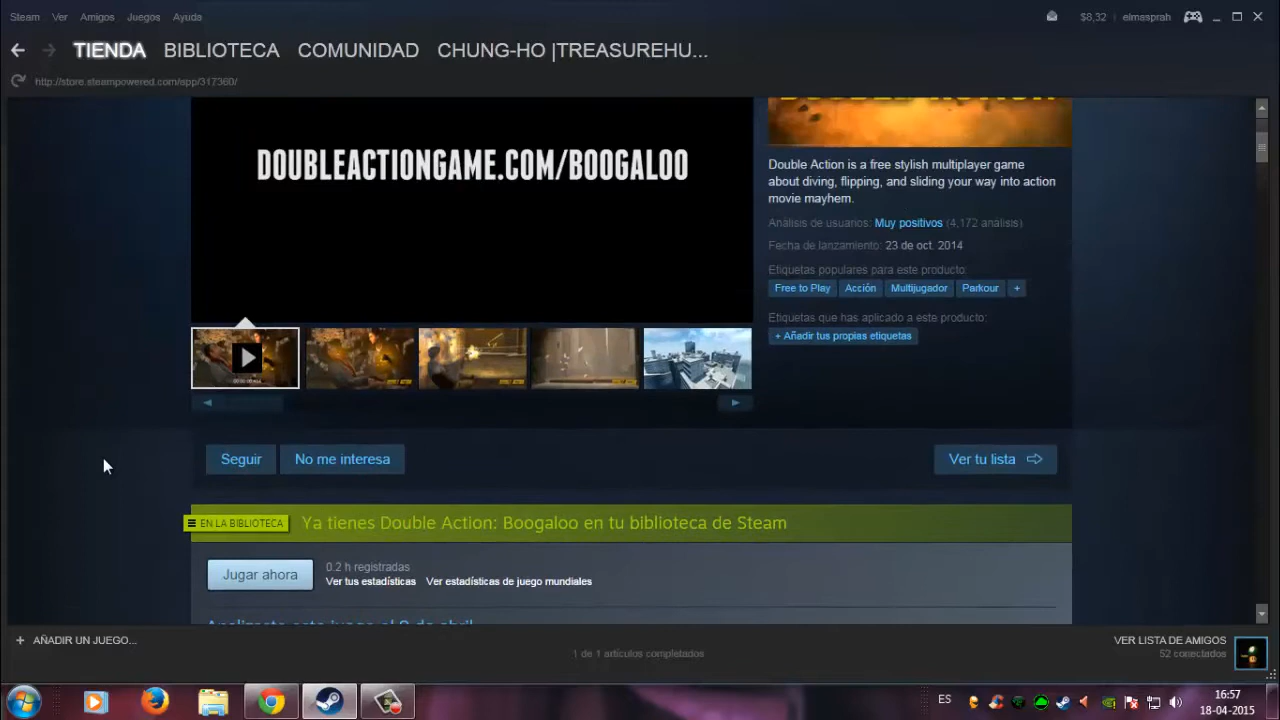 Steam Ver Amigos Juegos Ayuda
$8,32 elmasprah
TIENDA BIBLIOTECA COMUNIDAD CHUNG-HO |TREASUREHU...
http://store.steampowered.com/app/317360/
DOUBLEACTIONGAME.COM/BOOGALOO
Double Action is a free stylish multiplayer game
about diving, flipping, and sliding your way into action
movie mayhem.
Análisis de usuarios: Muy positivos (4,172 análisis)
Fecha de lanzamiento: 23 de oct. 2014
Etiquetas populares para este producto:
Free to Play Acción Multijugador Parkour +
Etiquetas que has aplicado a este producto:
+ Añadir tus propias etiquetas
Seguir No me interesa Ver tu lista
EN LA BIBLIOTECA Ya tienes Double Action: Boogaloo en tu biblioteca de Steam
Jugar ahora
0.2 h registradas
Ver tus estadísticas Ver estadísticas de juego mundiales
+ AÑADIR UN JUEGO...
1 de 1 artículos completados
VER LISTA DE AMIGOS
52 conectados
ES
16:57
18-04-2015